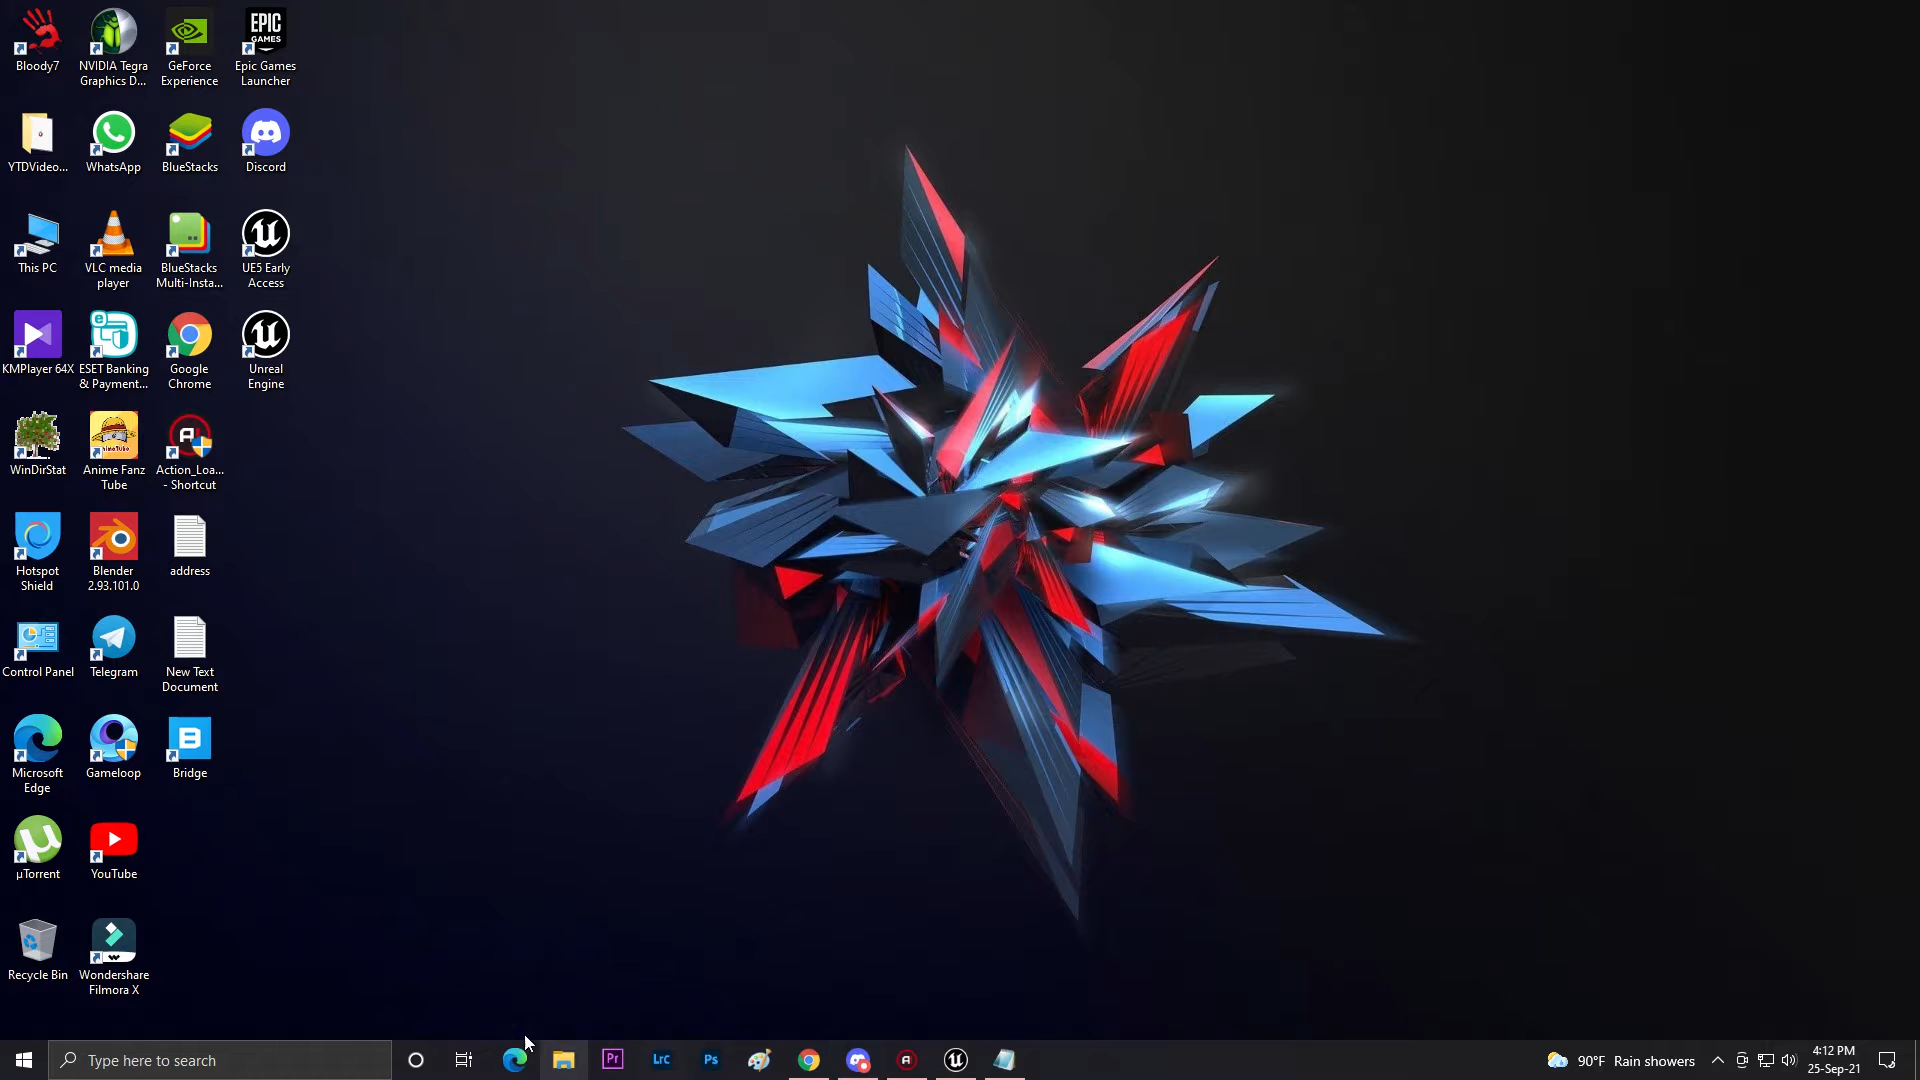 Bloody7
NVIDIA Tegra
Graphics D...
GeForce
Experience
EPIC
GAMES
Epic Games
Launcher
YTDVideo...
WhatsApp
BlueStacks
Discord
This PC
VLC media
player
BlueStacks
Multi-Insta...
UE5 Early
Access
KMPlayer 64X
ESET Banking
& Payment...
Google
Chrome
Unreal
Engine
WinDirStat
Anime Fanz
Tube
Action_Loa...
- Shortcut
Hotspot
Shield
Blender
2.93.101.0
address
Control Panel
Telegram
New Text
Document
Microsoft
Edge
Gameloop
B
Bridge
µTorrent
YouTube
Recycle Bin
Wondershare
Filmora X
Type here to search
Pr
Lrc
Ps
90°F Rain showers
4:12 PM
25-Sep-21